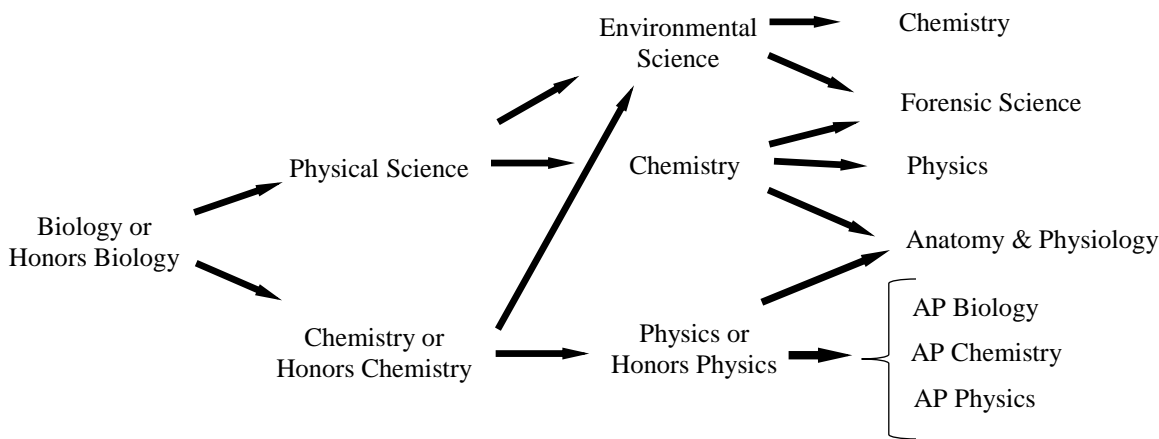 Environmental
Science
Chemistry
Forensic Science
Physical Science
Chemistry
Physics
Biology or
Honors Biology
Anatomy & Physiology
Chemistry or
Honors Chemistry
Physics or
Honors Physics
AP Biology
AP Chemistry
AP Physics